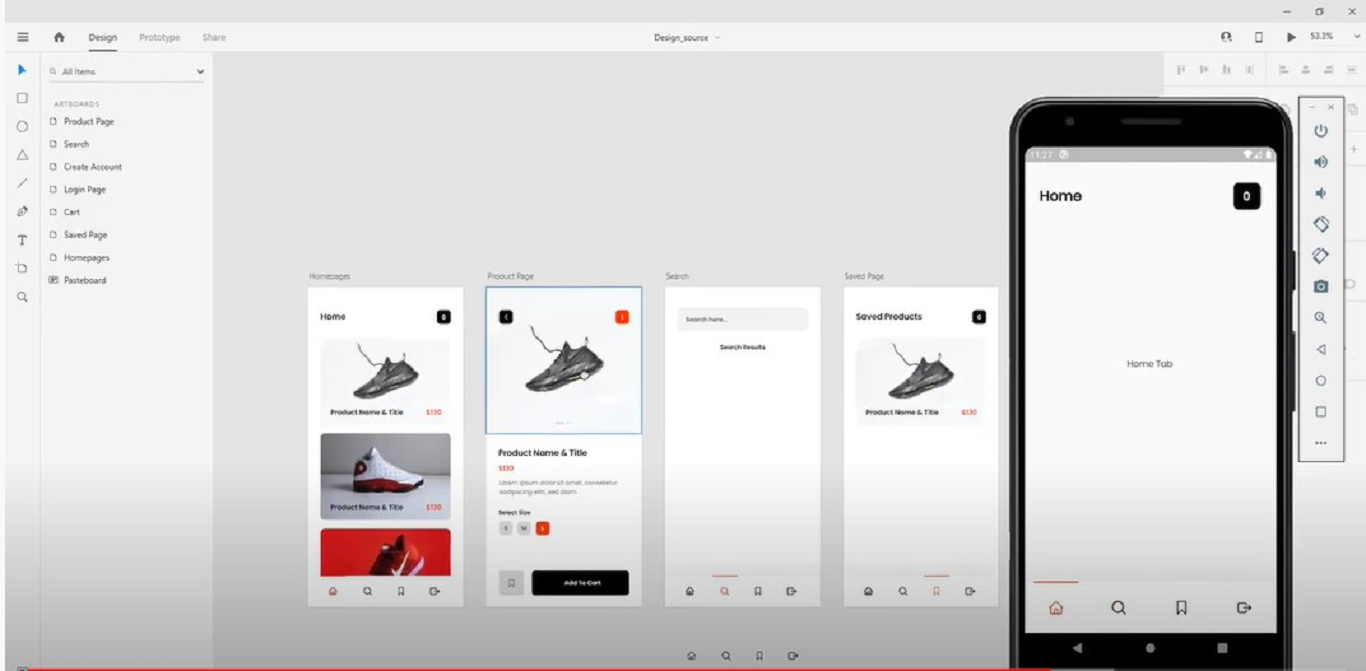 Design Prototype Share
Design_source
53.3%
All Items
ARTBOARDS
Product Page
Search
Create Account
Login Page
Cart
Saved Page
Homepages
Pasteboard
Homepages
Home
0
Product Name & Title $130
Product Name & Title $130
Product Page
1
Product Name & Title
$130
Lorem ipsum dolor sit amet, consetetur
sadipscing elitr, sed diam
Select Size
S M L
Add To Cart
Search
Search here...
Search Results
Saved Page
Saved Products
0
Product Name & Title $130
11:27
Home
0
Home Tab